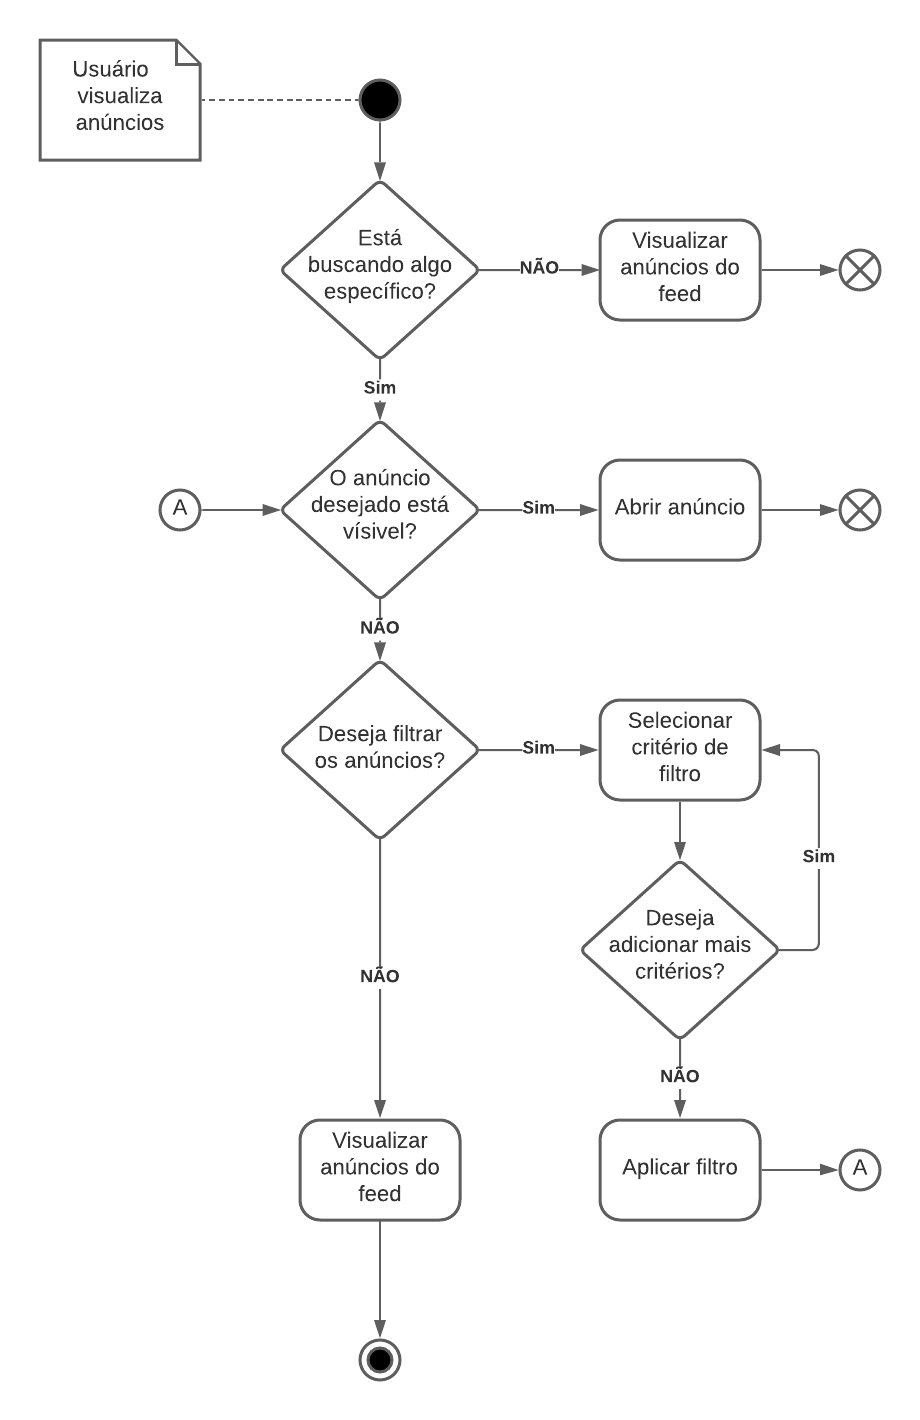 Usuário
visualiza
anúncios
Está
buscando algo
específico?
NÃO
Visualizar
anúncios do
feed
Sim
A
O anúncio
desejado está
vísivel?
Sim
Abrir anúncio
NÃO
Deseja filtrar
os anúncios?
Sim
Selecionar
critério de
filtro
Sim
Deseja
adicionar mais
critérios?
NÃO
NÃO
Visualizar
anúncios do
feed
Aplicar filtro
A